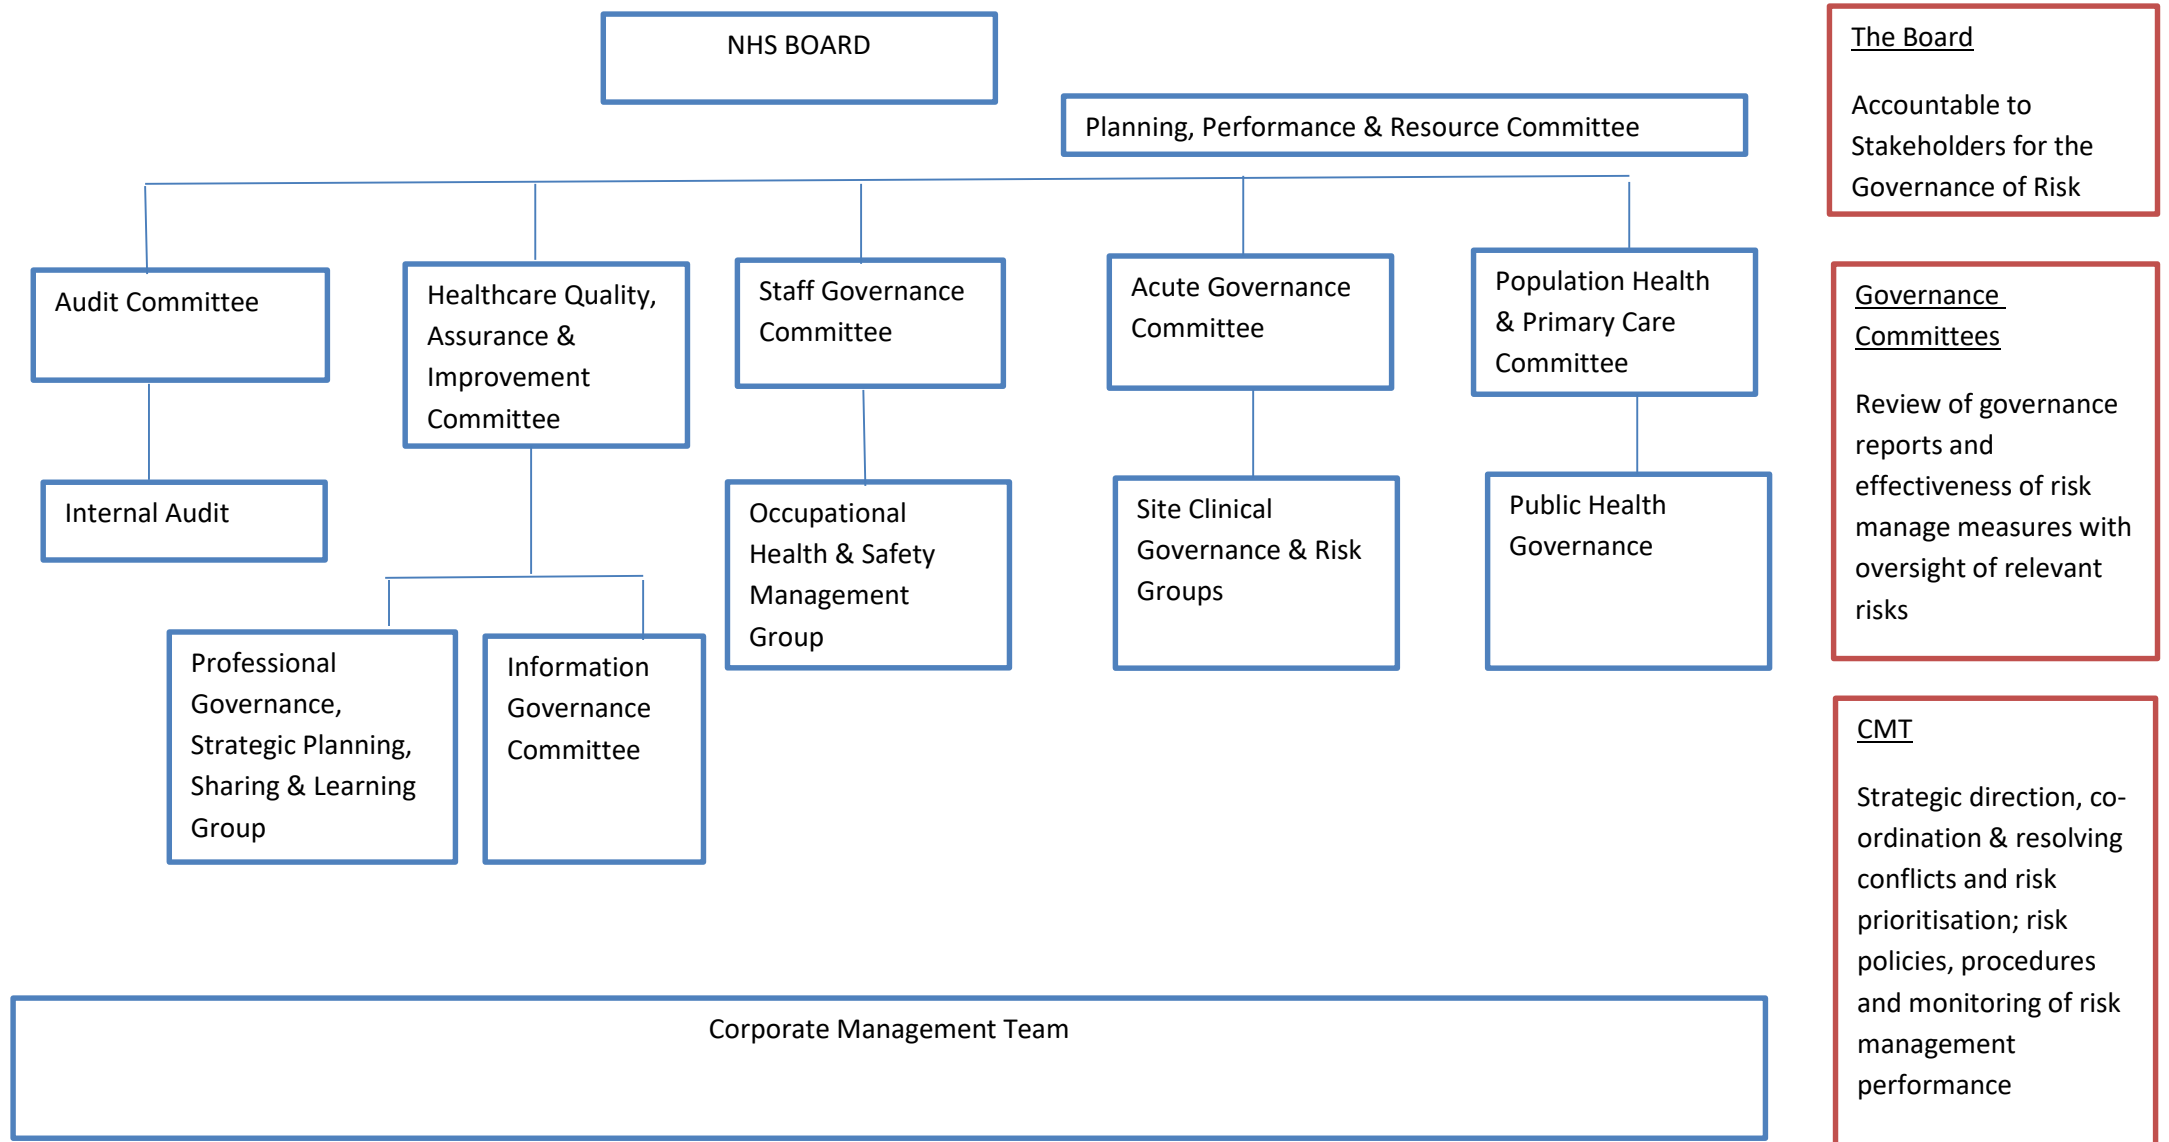 NHS BOARD
Planning, Performance & Resource Committee
Audit Committee
Healthcare Quality,
Assurance &
Improvement
Committee
Staff Governance
Committee
Acute Governance
Committee
Population Health
& Primary Care
Committee
Internal Audit
Occupational
Health & Safety
Management
Group
Site Clinical
Governance & Risk
Groups
Public Health
Governance
Professional
Governance,
Strategic Planning,
Sharing & Learning
Group
Information
Governance
Committee
Corporate Management Team
The Board
Accountable to
Stakeholders for the
Governance of Risk
Governance
Committees
Review of governance
reports and
effectiveness of risk
manage measures with
oversight of relevant
risks
CMT
Strategic direction, co-
ordination & resolving
conflicts and risk
prioritisation; risk
policies, procedures
and monitoring of risk
management
performance